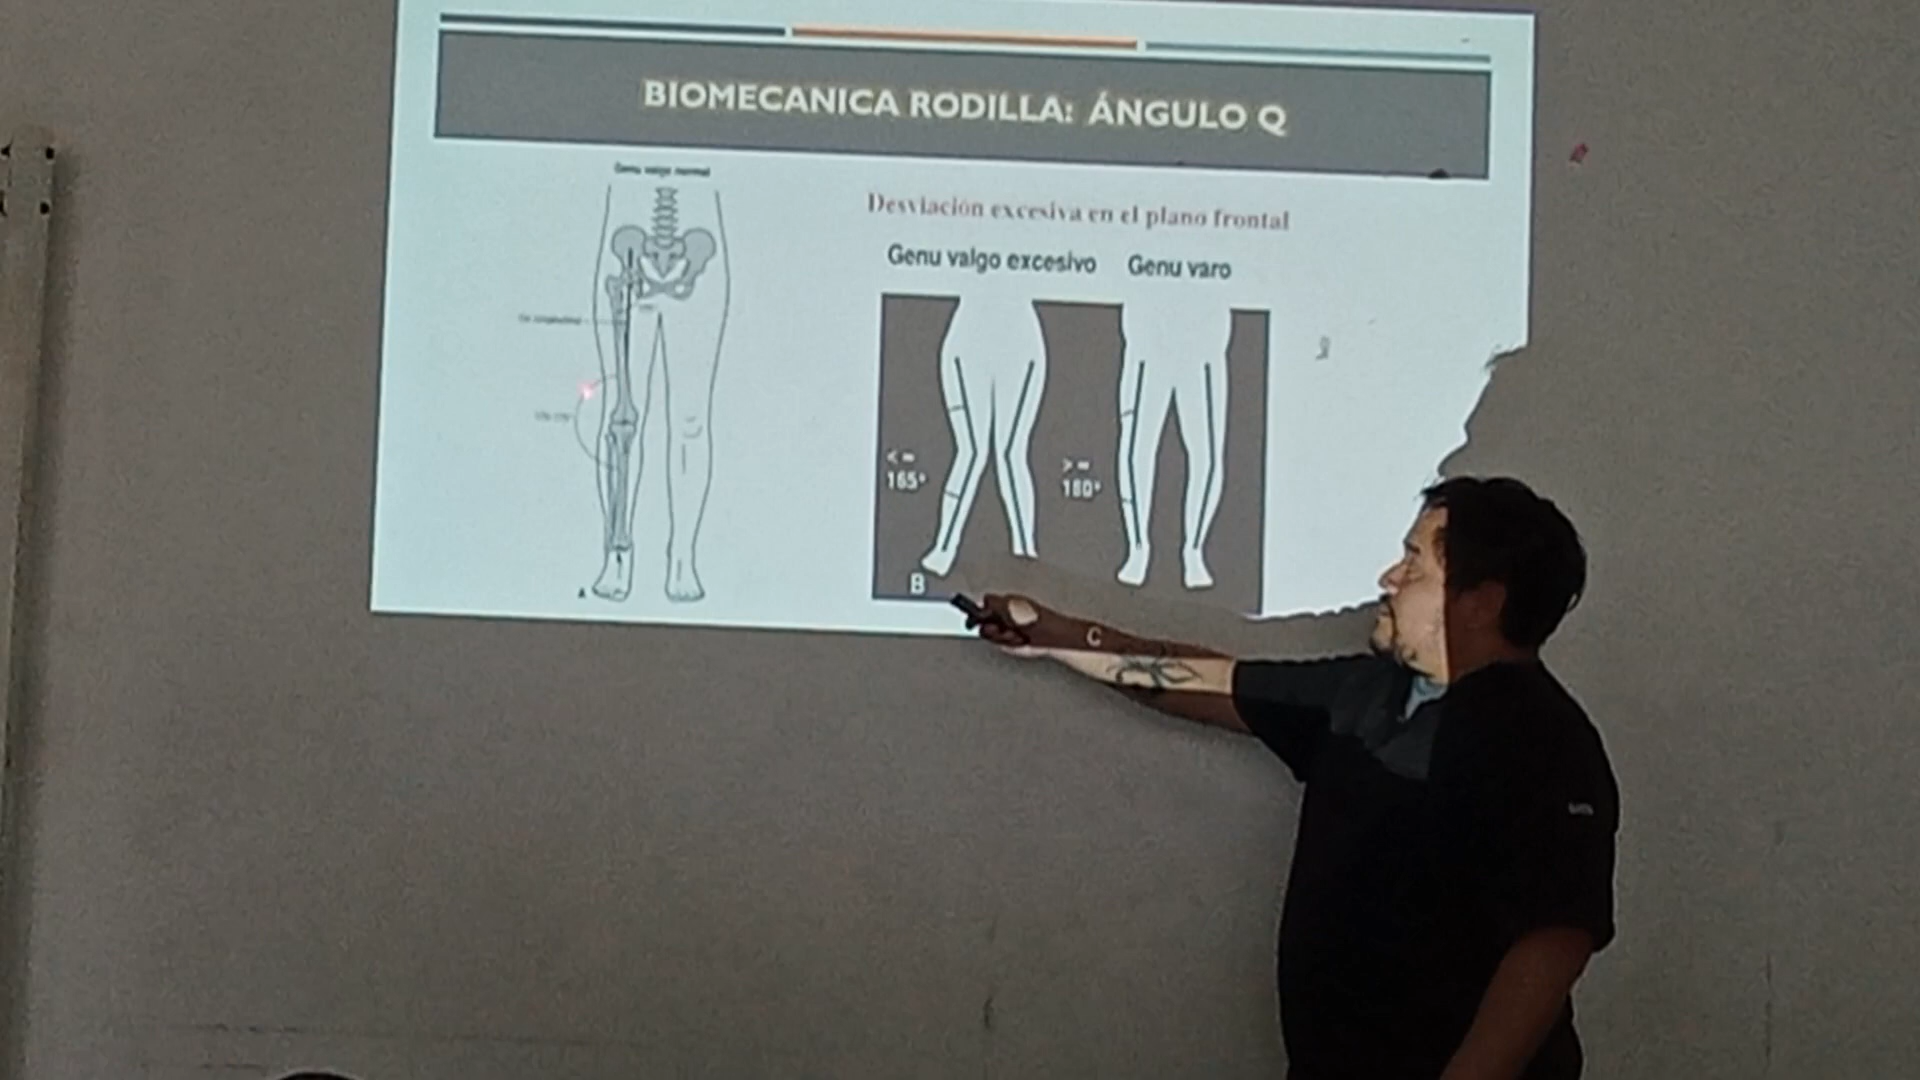 BIOMECANICA RODILLA: ÁNGULO Q
Genu valgo normal
Desviación excesiva en el plano frontal
Genu valgo excesivo
Genu varo
< =
165°
> =
180°
A
B
C